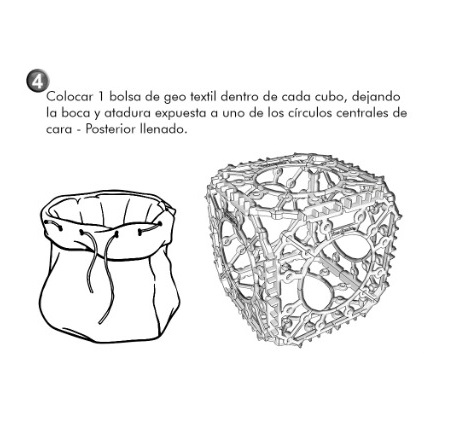 4
Colocar 1 bolsa de geo textil dentro de cada cubo, dejando
la boca y atadura expuesta a uno de los círculos centrales de
cara - Posterior llenado.